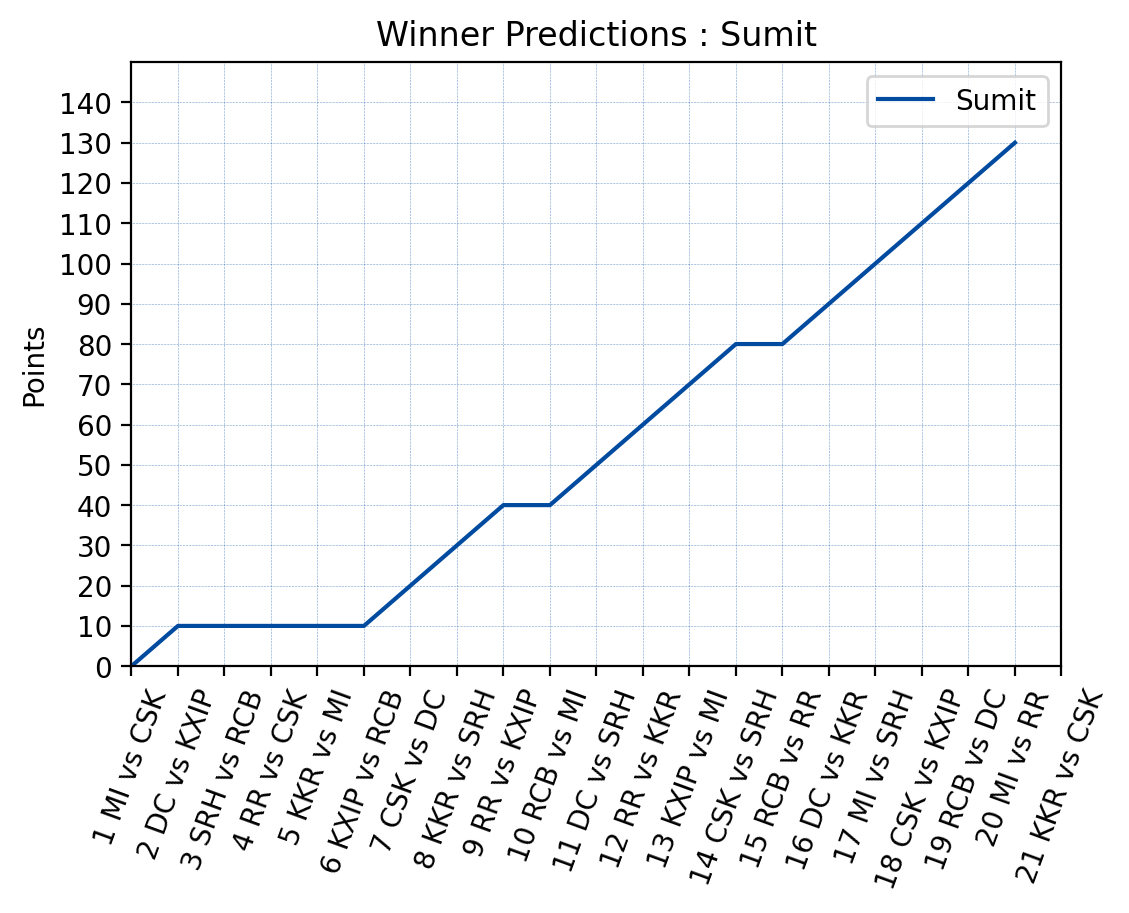 Winner Predictions : Sumit
Sumit
Points
140
130
120
110
100
90
80
70
60
50
40
30
20
10
0
1 MI vs CSK
2 DC vs KXIP
3 SRH vs RCB
4 RR vs CSK
5 KKR vs MI
6 KXIP vs RCB
7 CSK vs DC
8 KKR vs SRH
9 RR vs KXIP
10 RCB vs MI
11 DC vs SRH
12 RR vs KKR
13 KXIP vs MI
14 CSK vs SRH
15 RCB vs RR
16 DC vs KKR
17 MI vs SRH
18 CSK vs KXIP
19 RCB vs DC
20 MI vs RR
21 KKR vs CSK